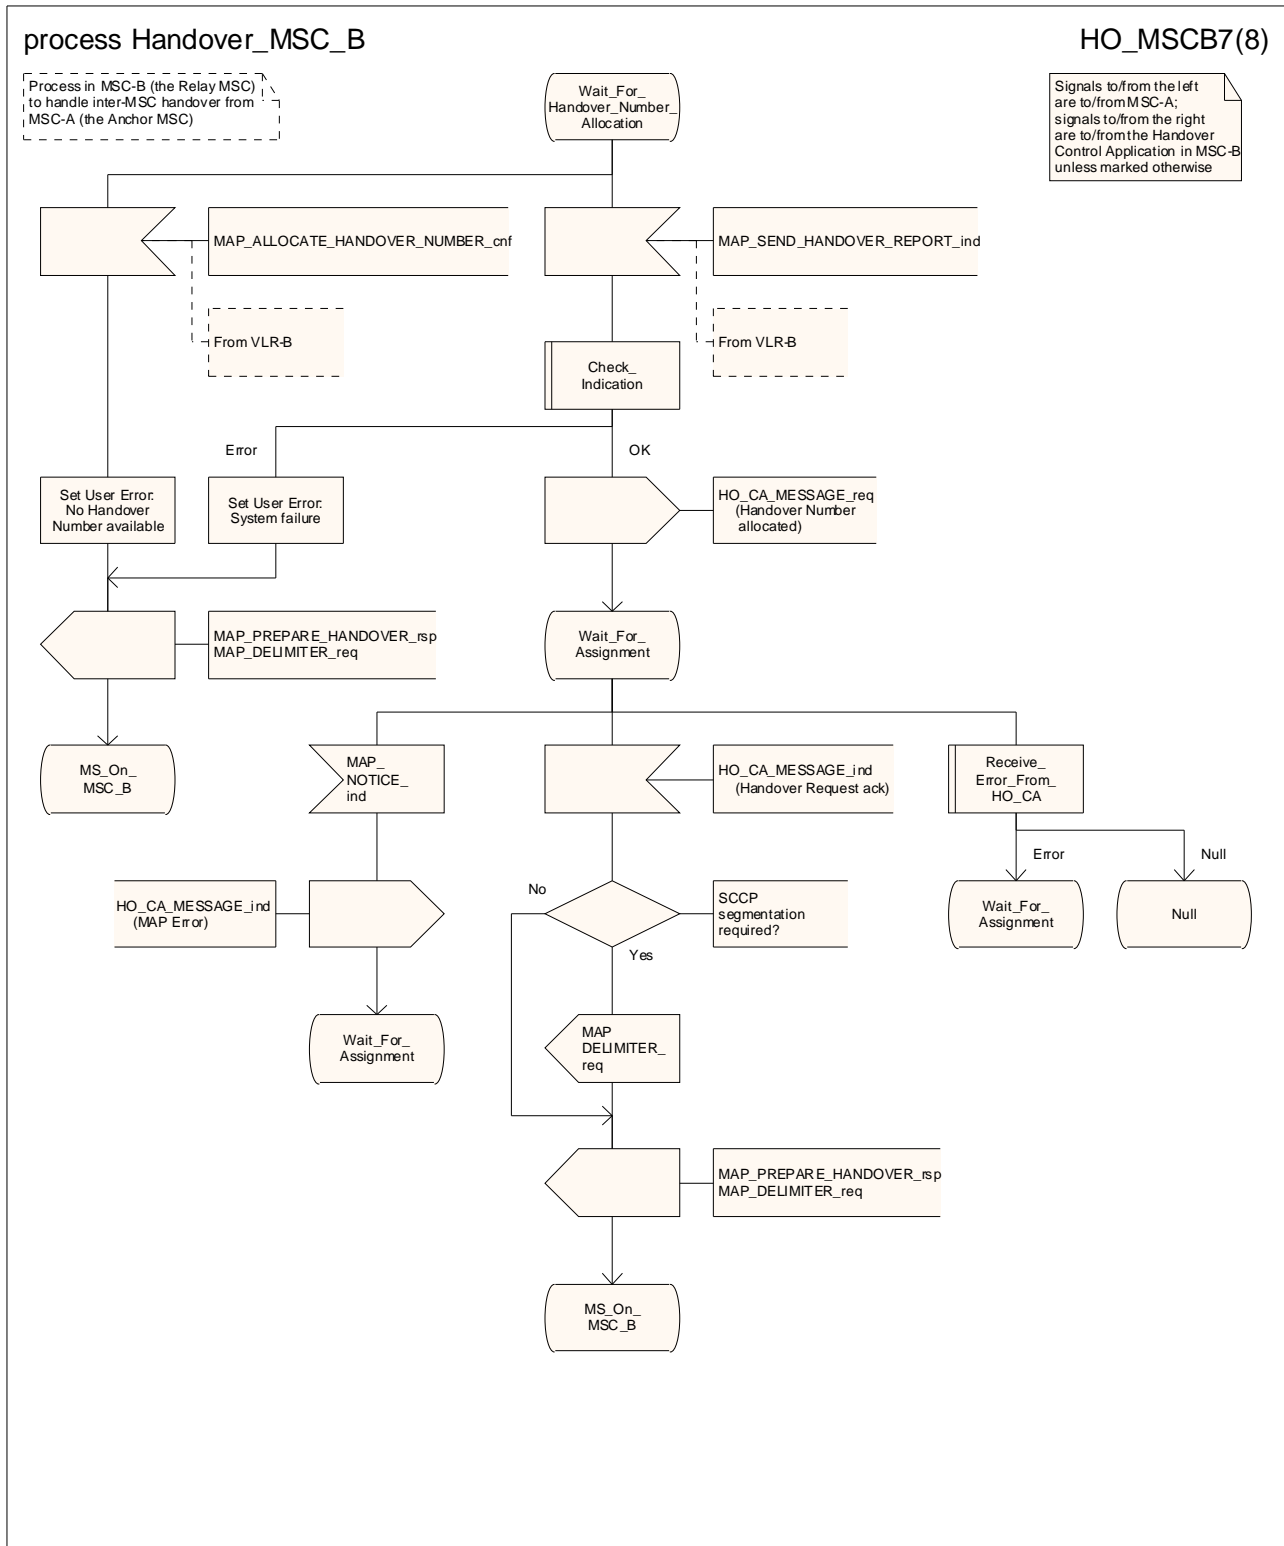 process Handover_MSC_B
HO_MSCB7(8)
Process in MSC-B (the Relay MSC)
to handle inter-MSC handover from
MSC-A (the Anchor MSC)
Wait_For_
Handover_Number_
Allocation
Signals to/from the left
are to/from MSC-A;
signals to/from the right
are to/from the Handover
Control Application in MSC-B
unless marked otherwise
MAP_ALLOCATE_HANDOVER_NUMBER_cnf
MAP_SEND_HANDOVER_REPORT_ind
From VLR-B
From VLR-B
Check_
Indication
Error
OK
Set User Error:
No Handover
Number available
Set User Error:
System failure
HO_CA_MESSAGE_req
(Handover Number
allocated)
MAP_PREPARE_HANDOVER_rsp
MAP_DELIMITER_req
Wait_For_
Assignment
MS_On_
MSC_B
MAP_
NOTICE_
ind
HO_CA_MESSAGE_ind
(Handover Request ack)
Receive_
Error_From_
HO_CA
Error
Null
HO_CA_MESSAGE_ind
(MAP Error)
No
SCCP
segmentation
required?
Yes
Wait_For_
Assignment
Null
Wait_For_
Assignment
MAP
DELIMITER_
req
MAP_PREPARE_HANDOVER_rsp
MAP_DELIMITER_req
MS_On_
MSC_B